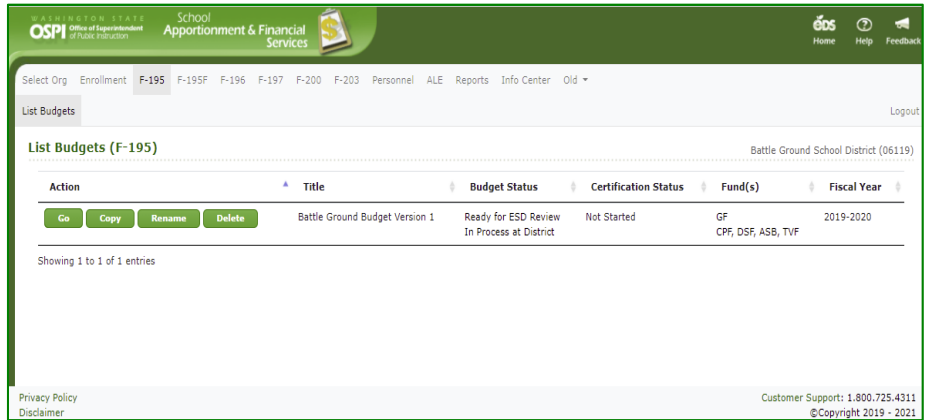 WASHINGTON STATE
OSPI Office of Superintendent of Public Instruction
School
Apportionment & Financial
Services
eds
Home
Help
Feedback
Select Org Enrollment F-195 F-195F F-196 F-197 F-200 F-203 Personnel ALE Reports Info Center Old
List Budgets Logout
List Budgets (F-195) Battle Ground School District (06119)
Action Title Budget Status Certification Status Fund(s) Fiscal Year
Go Copy Rename Delete Battle Ground Budget Version 1 Ready for ESD Review Not Started GF 2019-2020
In Process at District CPF, DSF, ASB, TVF
Showing 1 to 1 of 1 entries
Privacy Policy Customer Support: 1.800.725.4311
Disclaimer ©Copyright 2019 - 2021